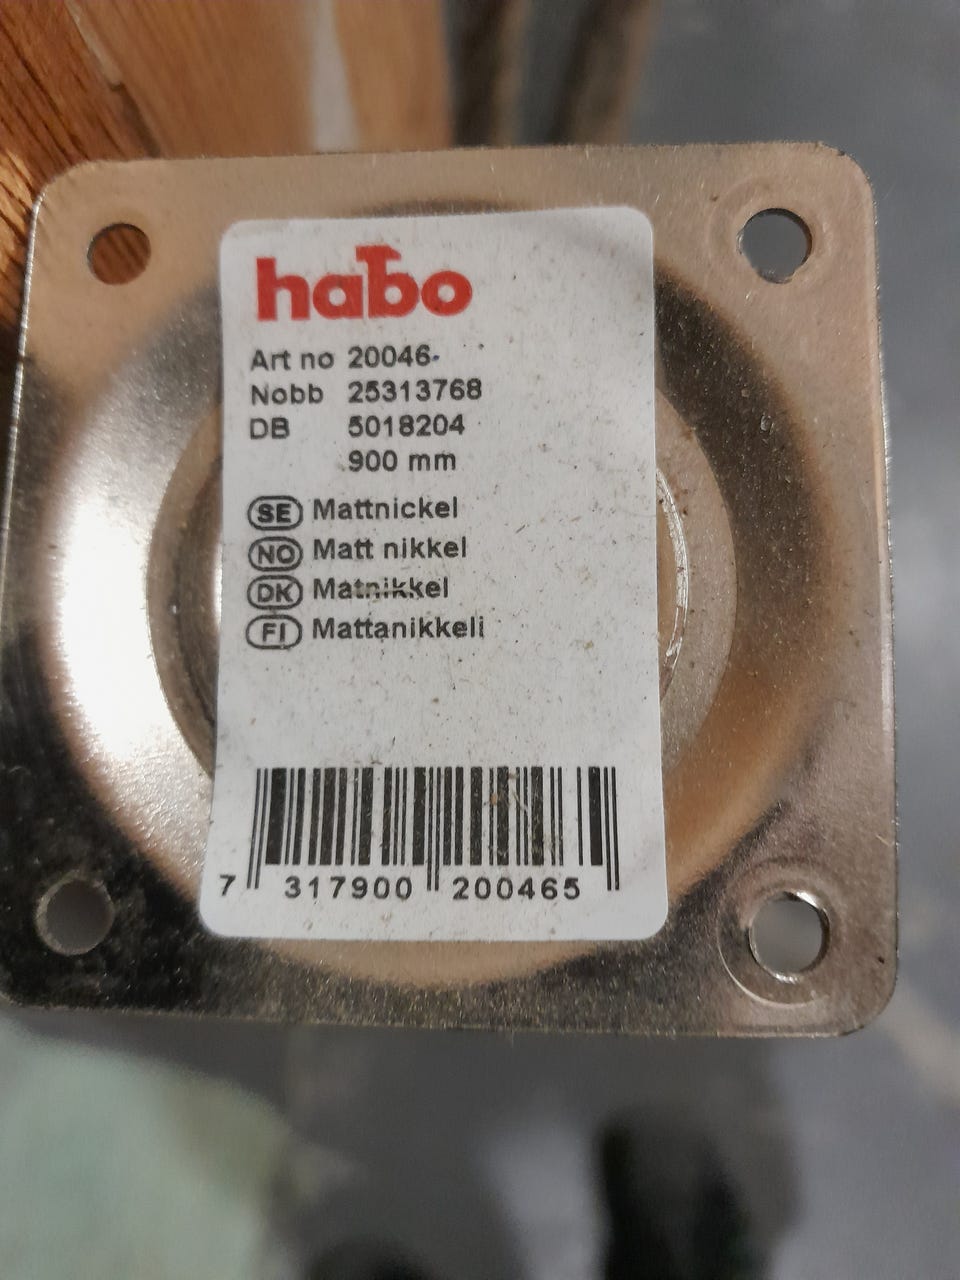 habo
Art no 20046
Nobb 25313768
DB 5018204
900 mm
SE Mattnickel
NO Matt nikkel
DK Matnikkel
FI Mattanikkeli
7 317900 200465